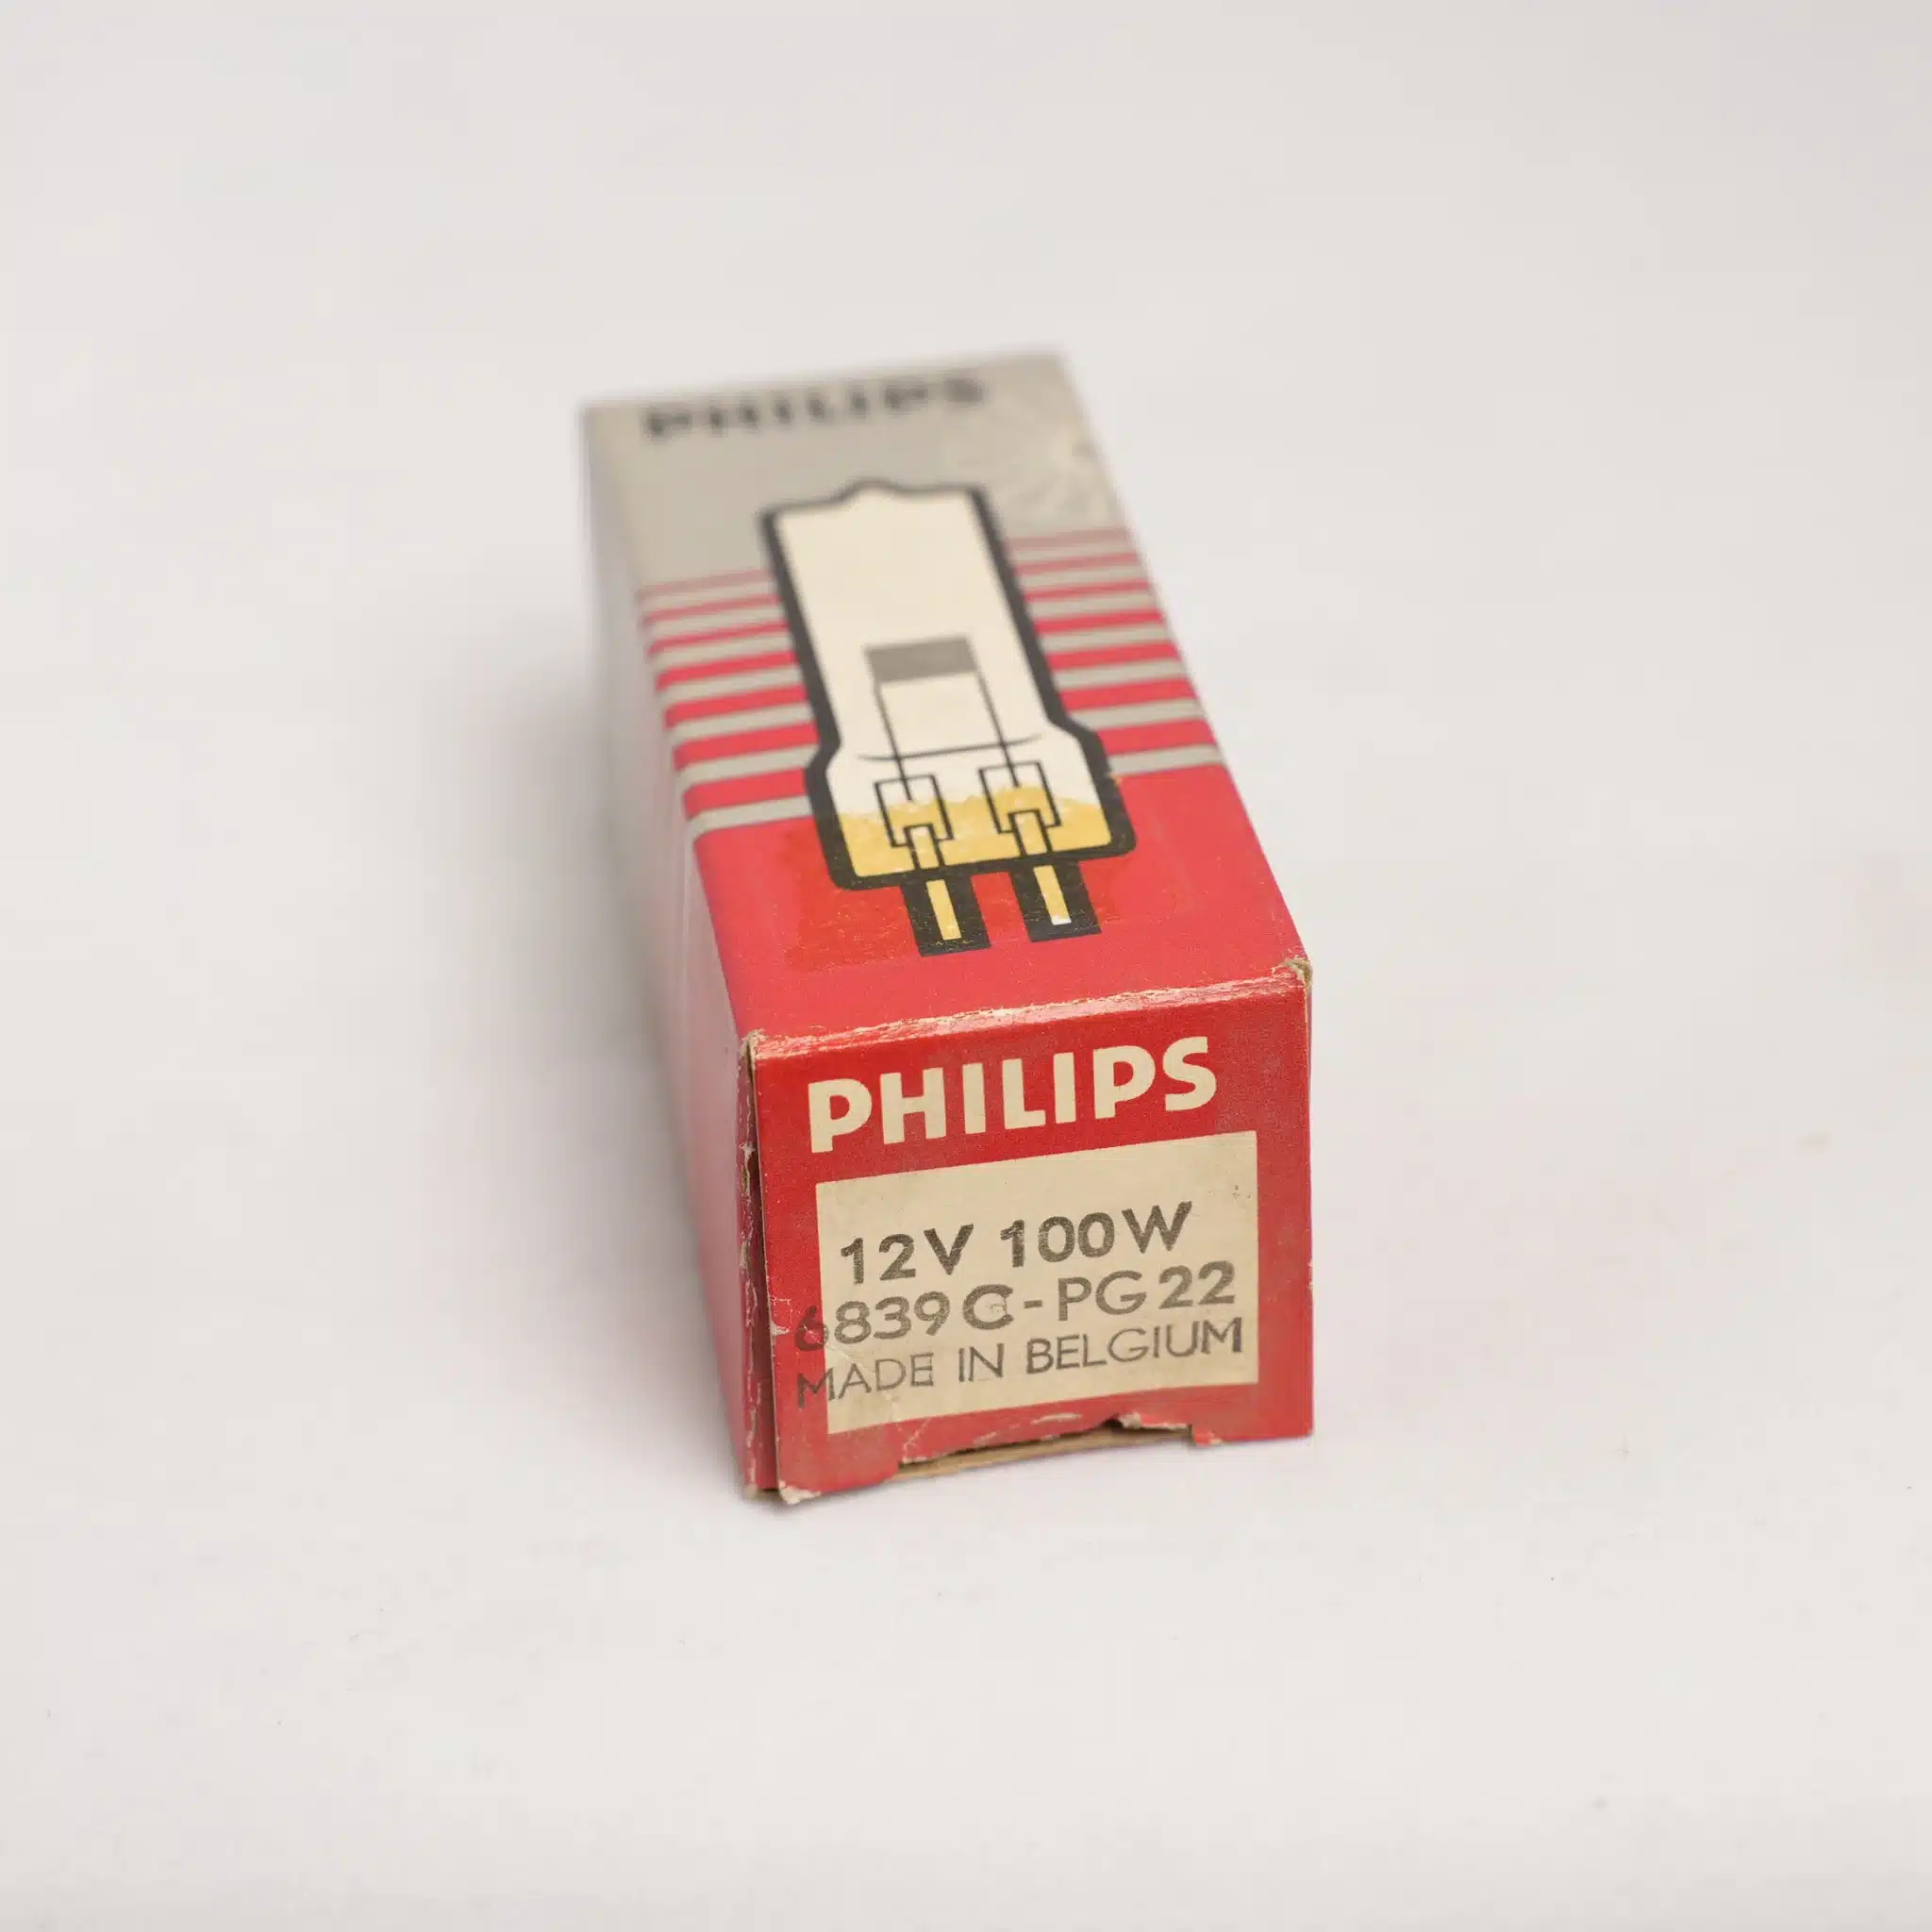 PHILIPS
PHILIPS
12V 100W
6839C-PG22
MADE IN BELGIUM